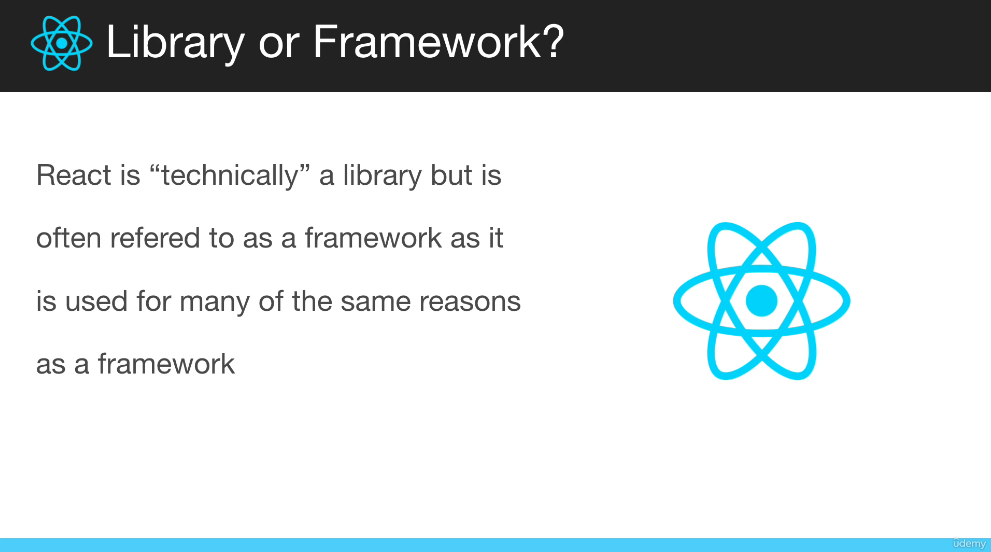 Library or Framework?
React is “technically” a library but is
often refered to as a framework as it
is used for many of the same reasons
as a framework
ûdemy